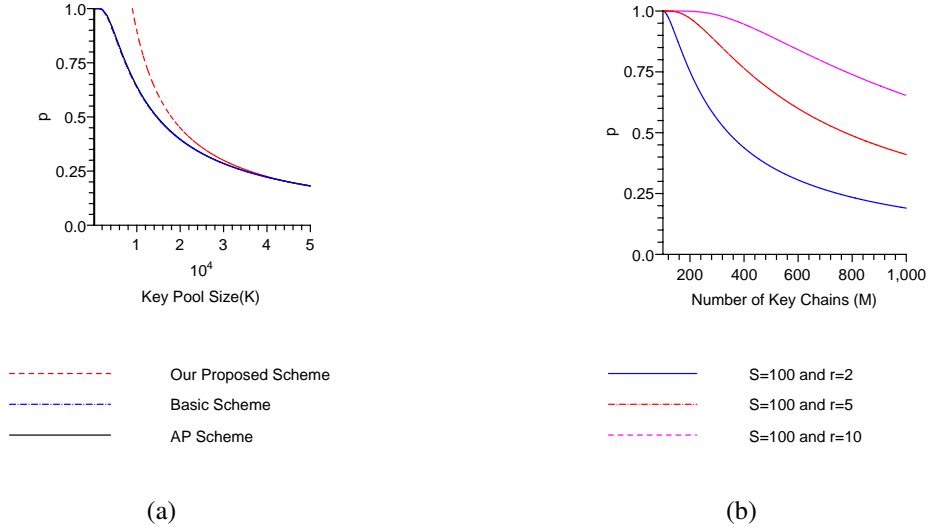 1.0
0.75
p
0.5
0.25
0.0
1 2 3 4 5
10^4
Key Pool Size(K)
Our Proposed Scheme
Basic Scheme
AP Scheme
(a)
1.0
0.75
p
0.5
0.25
0.0
200 400 600 800 1,000
Number of Key Chains (M)
S=100 and r=2
S=100 and r=5
S=100 and r=10
(b)